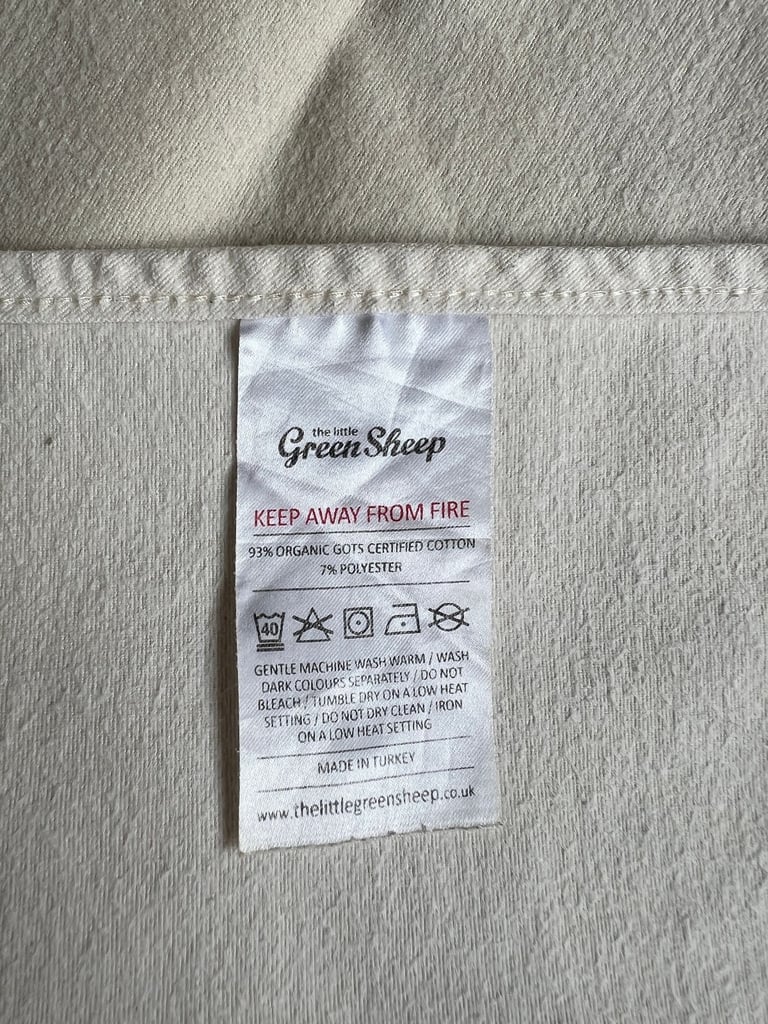 the little
Green Sheep
KEEP AWAY FROM FIRE
93% ORGANIC GOTS CERTIFIED COTTON
7% POLYESTER
40
GENTLE MACHINE WASH WARM / WASH
DARK COLOURS SEPARATELY / DO NOT
BLEACH / TUMBLE DRY ON A LOW HEAT
SETTING / DO NOT DRY CLEAN / IRON
ON A LOW HEAT SETTING
MADE IN TURKEY
www.thelittlegreensheep.co.uk